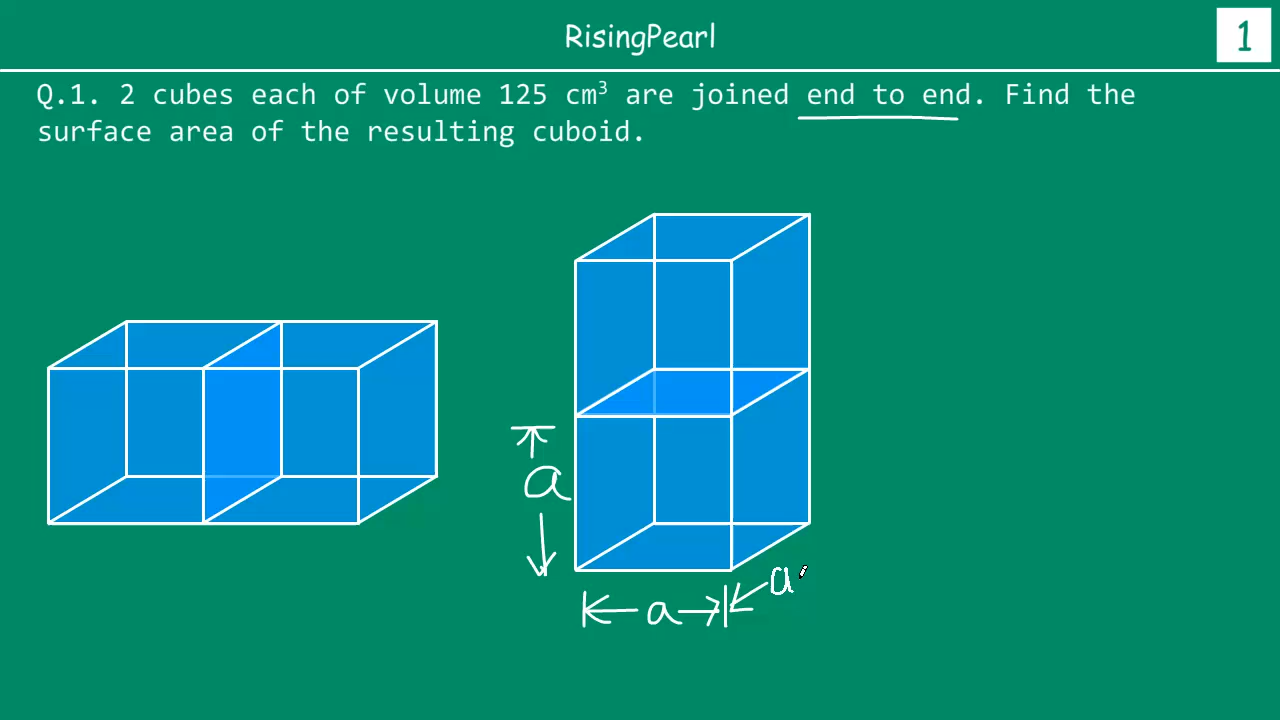 RisingPearl
1
Q.1. 2 cubes each of volume 125 cm³ are joined end to end. Find the
surface area of the resulting cuboid.
a
a
a